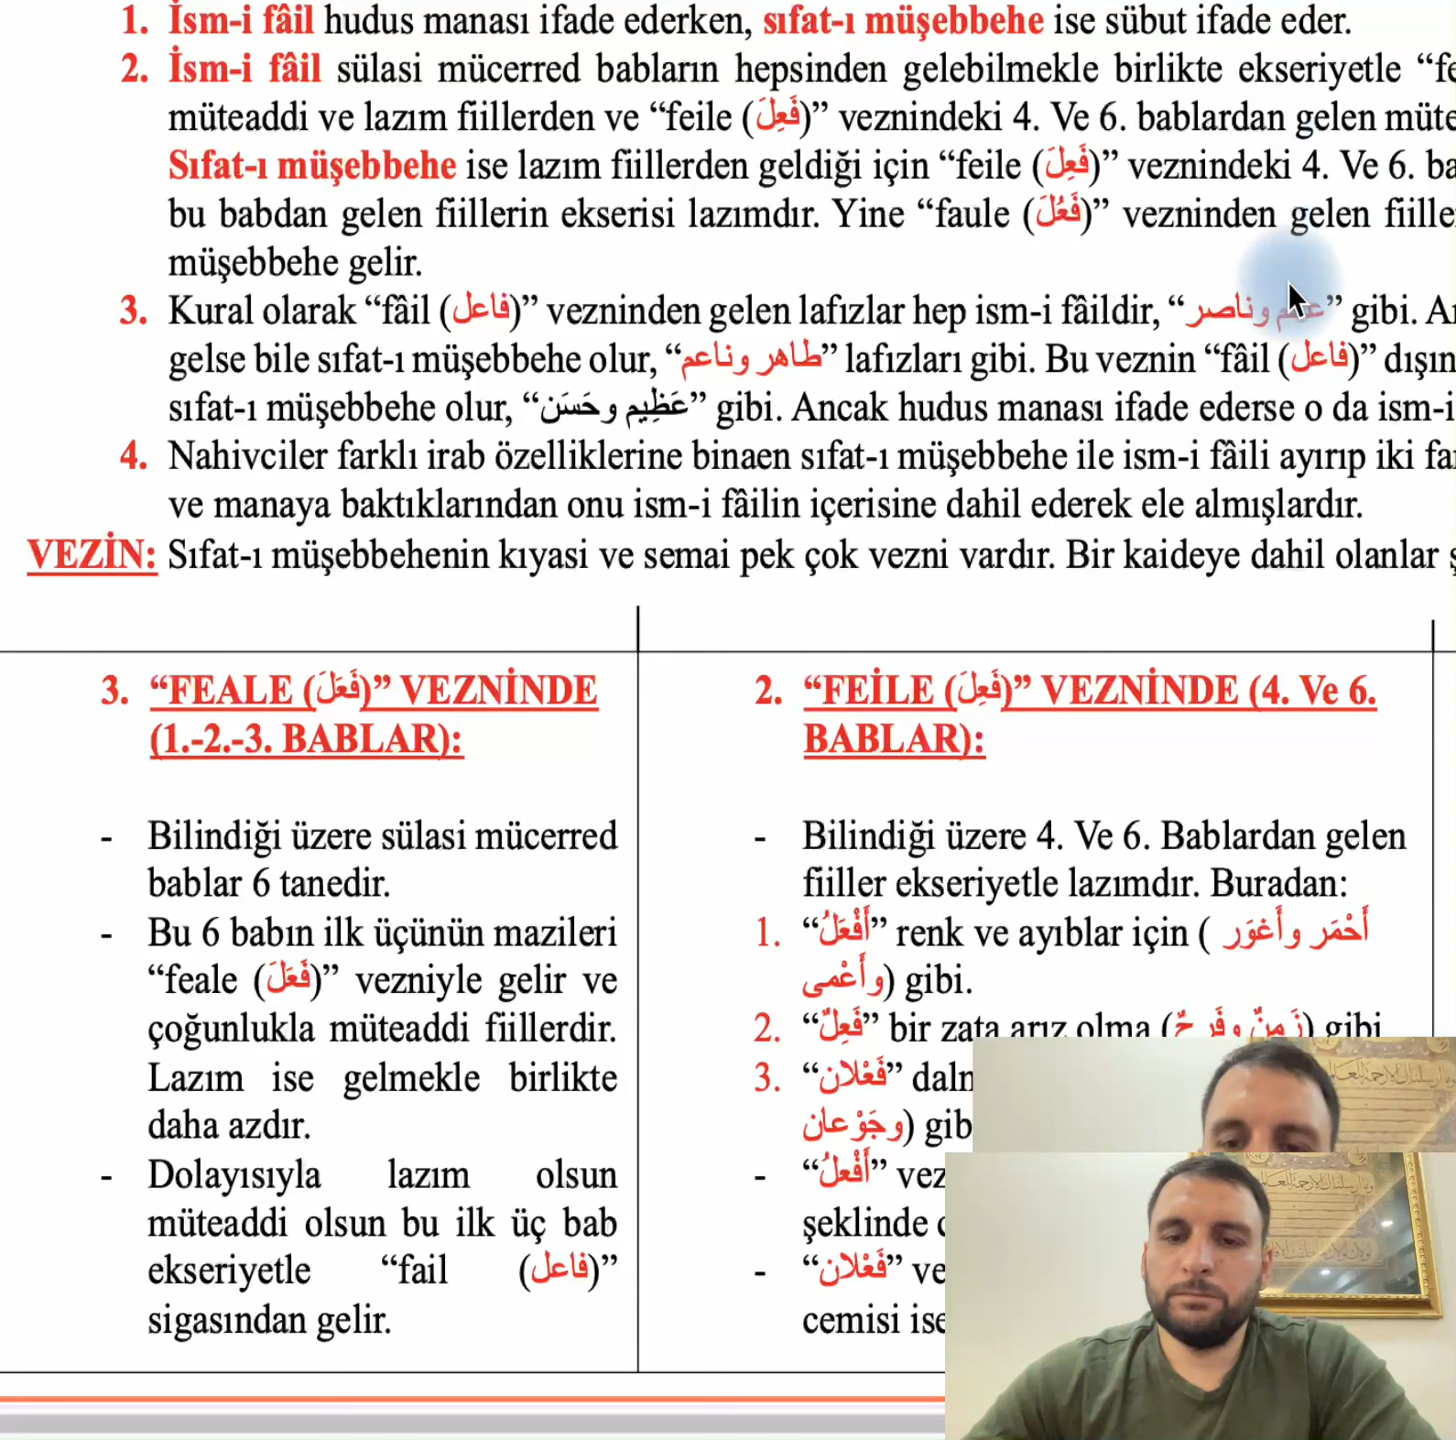 1. İsm-i fâil hudus manası ifade ederken, sıfat-ı müşebbehe ise sübut ifade eder.
2. İsm-i fâil sülasi mücerred babların hepsinden gelebilmekle birlikte ekseriyetle
müteaddi ve lazım fiillerden ve “feile (فَعِلَ)” veznindeki 4. Ve 6. bablardan gelen
Sıfat-ı müşebbehe ise lazım fiillerden geldiği için “feile (فَعِلَ)” veznindeki 4. Ve 6.
bu babdan gelen fiillerin ekserisi lazımdır. Yine “faule (فَعُلَ)” vezninden gelen
müşebbehe gelir.
3. Kural olarak “fâil (فاعل)” vezninden gelen lafızlar hep ism-i fâildir, “وناصر” gibi.
gelse bile sıfat-ı müşebbehe olur, “طاهر وناعم” lafızları gibi. Bu veznin “fâil (فاعل)”
sıfat-ı müşebbehe olur, “عَظِيم وحَسَن” gibi. Ancak hudus manası ifade ederse o da ism-i
4. Nahivciler farklı irab özelliklerine binaen sıfat-ı müşebbehe ile ism-i fâili ayırıp iki
ve manaya baktıklarından onu ism-i fâilin içerisine dahil ederek ele almışlardır.
VEZİN: Sıfat-ı müşebbehenin kıyasi ve semai pek çok vezni vardır. Bir kaideye dahil olanlar
3. “FEALE (فَعَلَ)” VEZNİNDE
(1.-2.-3. BABLAR):
- Bilindiği üzere sülasi mücerred
bablar 6 tanedir.
- Bu 6 babın ilk üçünün mazileri
“feale (فَعَلَ)” vezniyle gelir ve
çoğunlukla müteaddi fiillerdir.
Lazım ise gelmekle birlikte
daha azdır.
- Dolayısıyla lazım olsun
müteaddi olsun bu ilk üç bab
ekseriyetle “fail (فاعل)”
sigasından gelir.
2. “FEİLE (فَعِلَ)” VEZNİNDE (4. Ve 6.
BABLAR):
- Bilindiği üzere 4. Ve 6. Bablardan gelen
fiiller ekseriyetle lazımdır. Buradan:
1. “أَفْعَلُ” renk ve ayıblar için ( أَحْمَر وأَعْوَر
وأَعْمى) gibi.
2. “فَعِلٌ” bir zata arız olma (زَمِنٌ وفَرِحٌ) gibi
3. “فَعْلان”
وجَوْعان)
- “أَفْعلُ”
şeklinde
- “فَعْلان”
cemisi ise